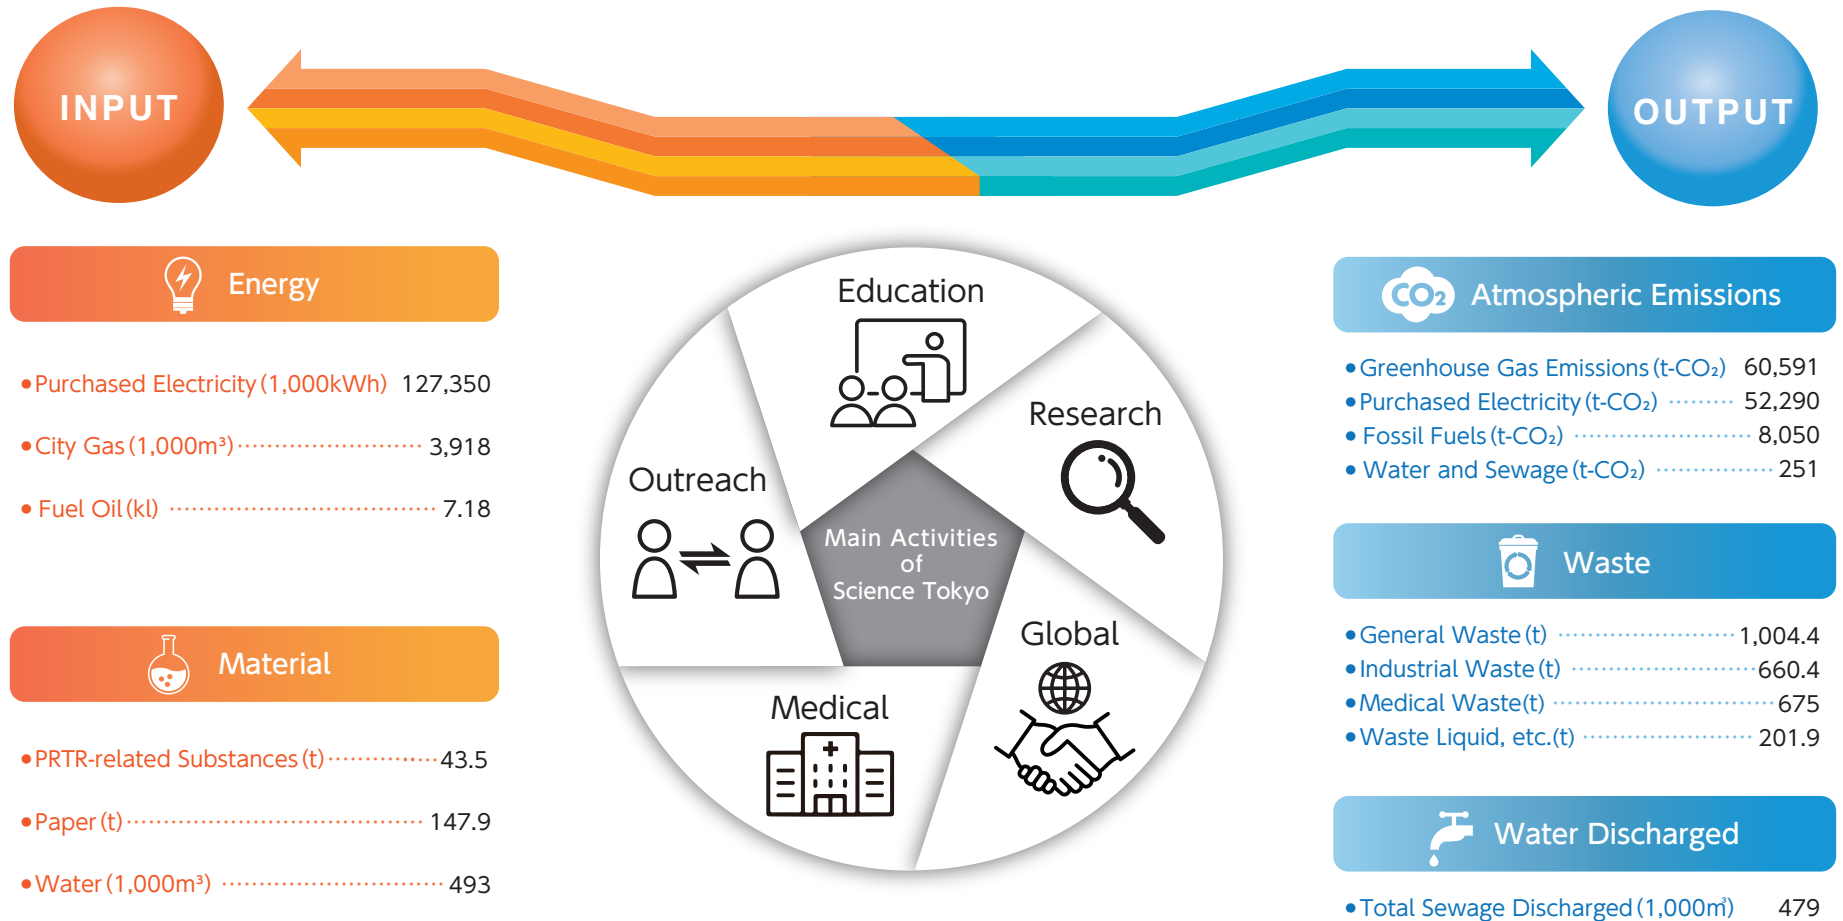 INPUT
OUTPUT
Energy
•Purchased Electricity (1,000kWh) 127,350
•City Gas (1,000m³) 3,918
•Fuel Oil (kl) 7.18
Material
•PRTR-related Substances (t) 43.5
•Paper (t) 147.9
•Water (1,000m³) 493
Education
Research
Outreach
Main Activities
of
Science Tokyo
Global
Medical
CO₂ Atmospheric Emissions
•Greenhouse Gas Emissions (t-CO₂) 60,591
•Purchased Electricity (t-CO₂) 52,290
•Fossil Fuels (t-CO₂) 8,050
•Water and Sewage (t-CO₂) 251
Waste
•General Waste (t) 1,004.4
•Industrial Waste (t) 660.4
•Medical Waste(t) 675
•Waste Liquid, etc.(t) 201.9
Water Discharged
•Total Sewage Discharged (1,000m³) 479